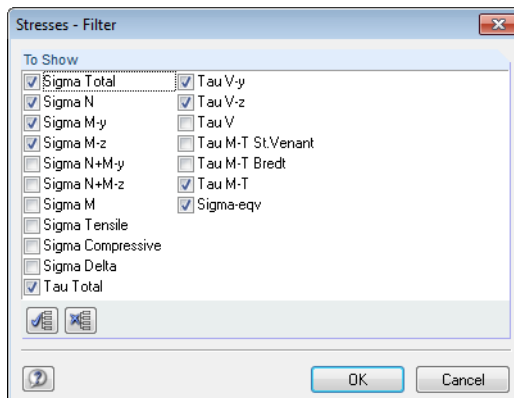 Stresses - Filter
To Show
Sigma Total
Sigma N
Sigma M-y
Sigma M-z
Sigma N+M-y
Sigma N+M-z
Sigma M
Sigma Tensile
Sigma Compressive
Sigma Delta
Tau Total
Tau V-y
Tau V-z
Tau V
Tau M-T St.Venant
Tau M-T Bredt
Tau M-T
Sigma-eqv
OK
Cancel